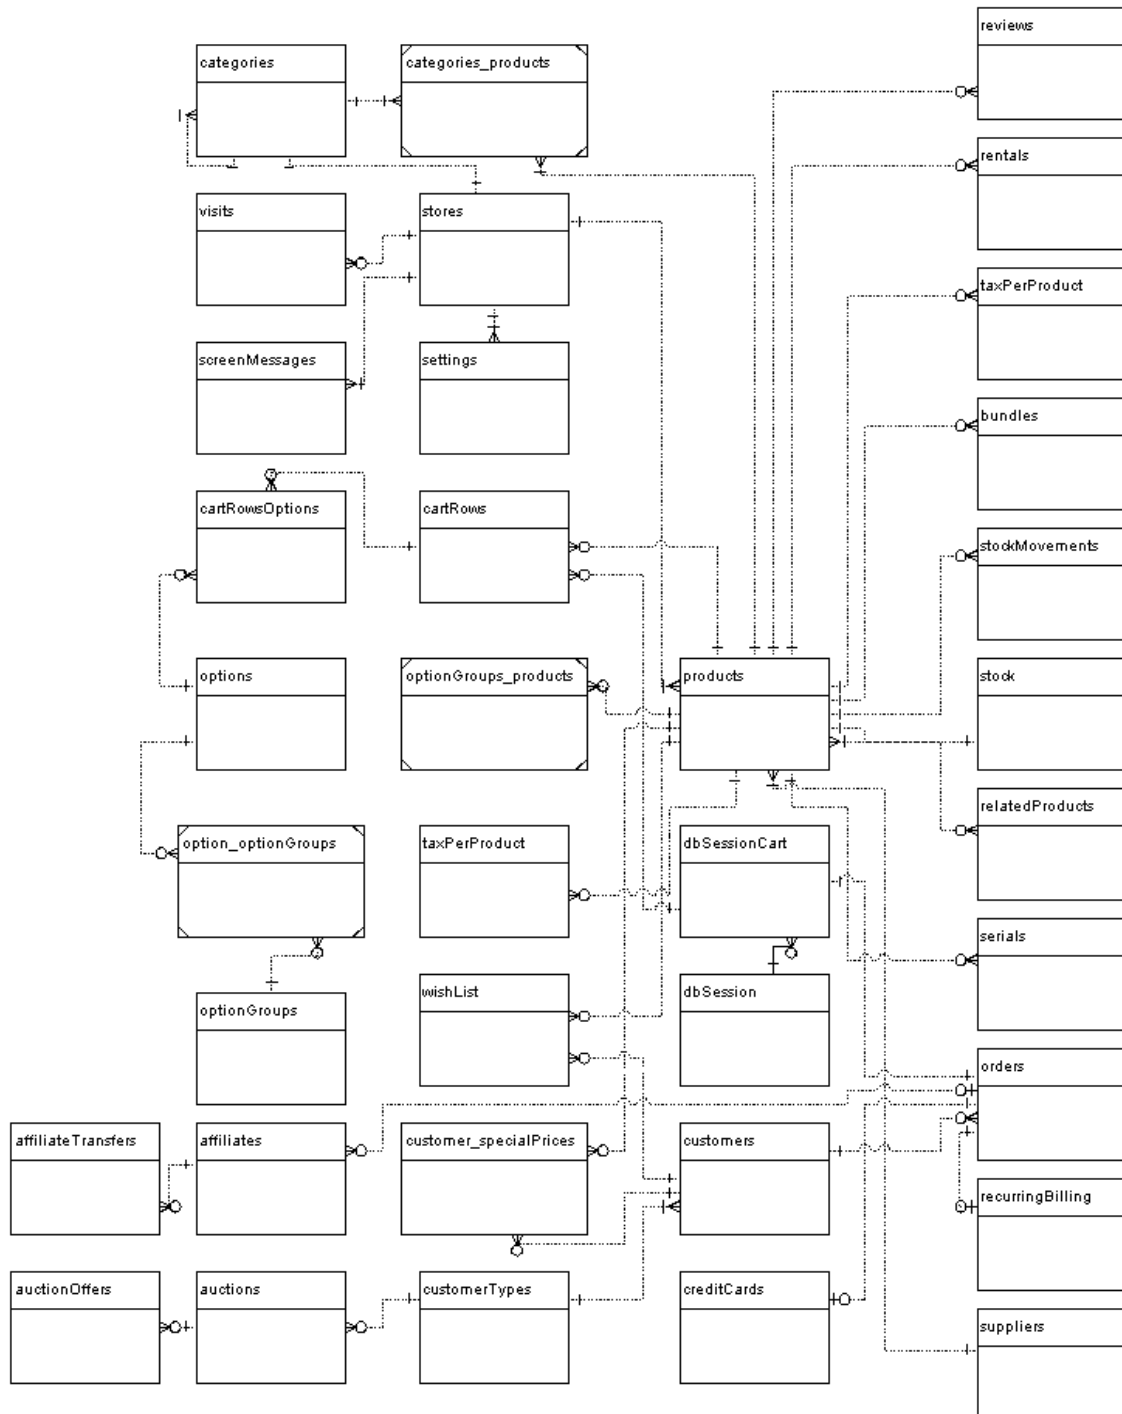 reviews
categories
categories_products
rentals
visits
stores
taxPerProduct
screenMessages
settings
bundles
cartRowsOptions
cartRows
stockMovements
options
optionGroups_products
products
stock
relatedProducts
option_optionGroups
taxPerProduct
dbSessionCart
serials
wishList
dbSession
optionGroups
orders
affiliateTransfers
affiliates
customer_specialPrices
customers
recurringBilling
auctionOffers
auctions
customerTypes
creditCards
suppliers